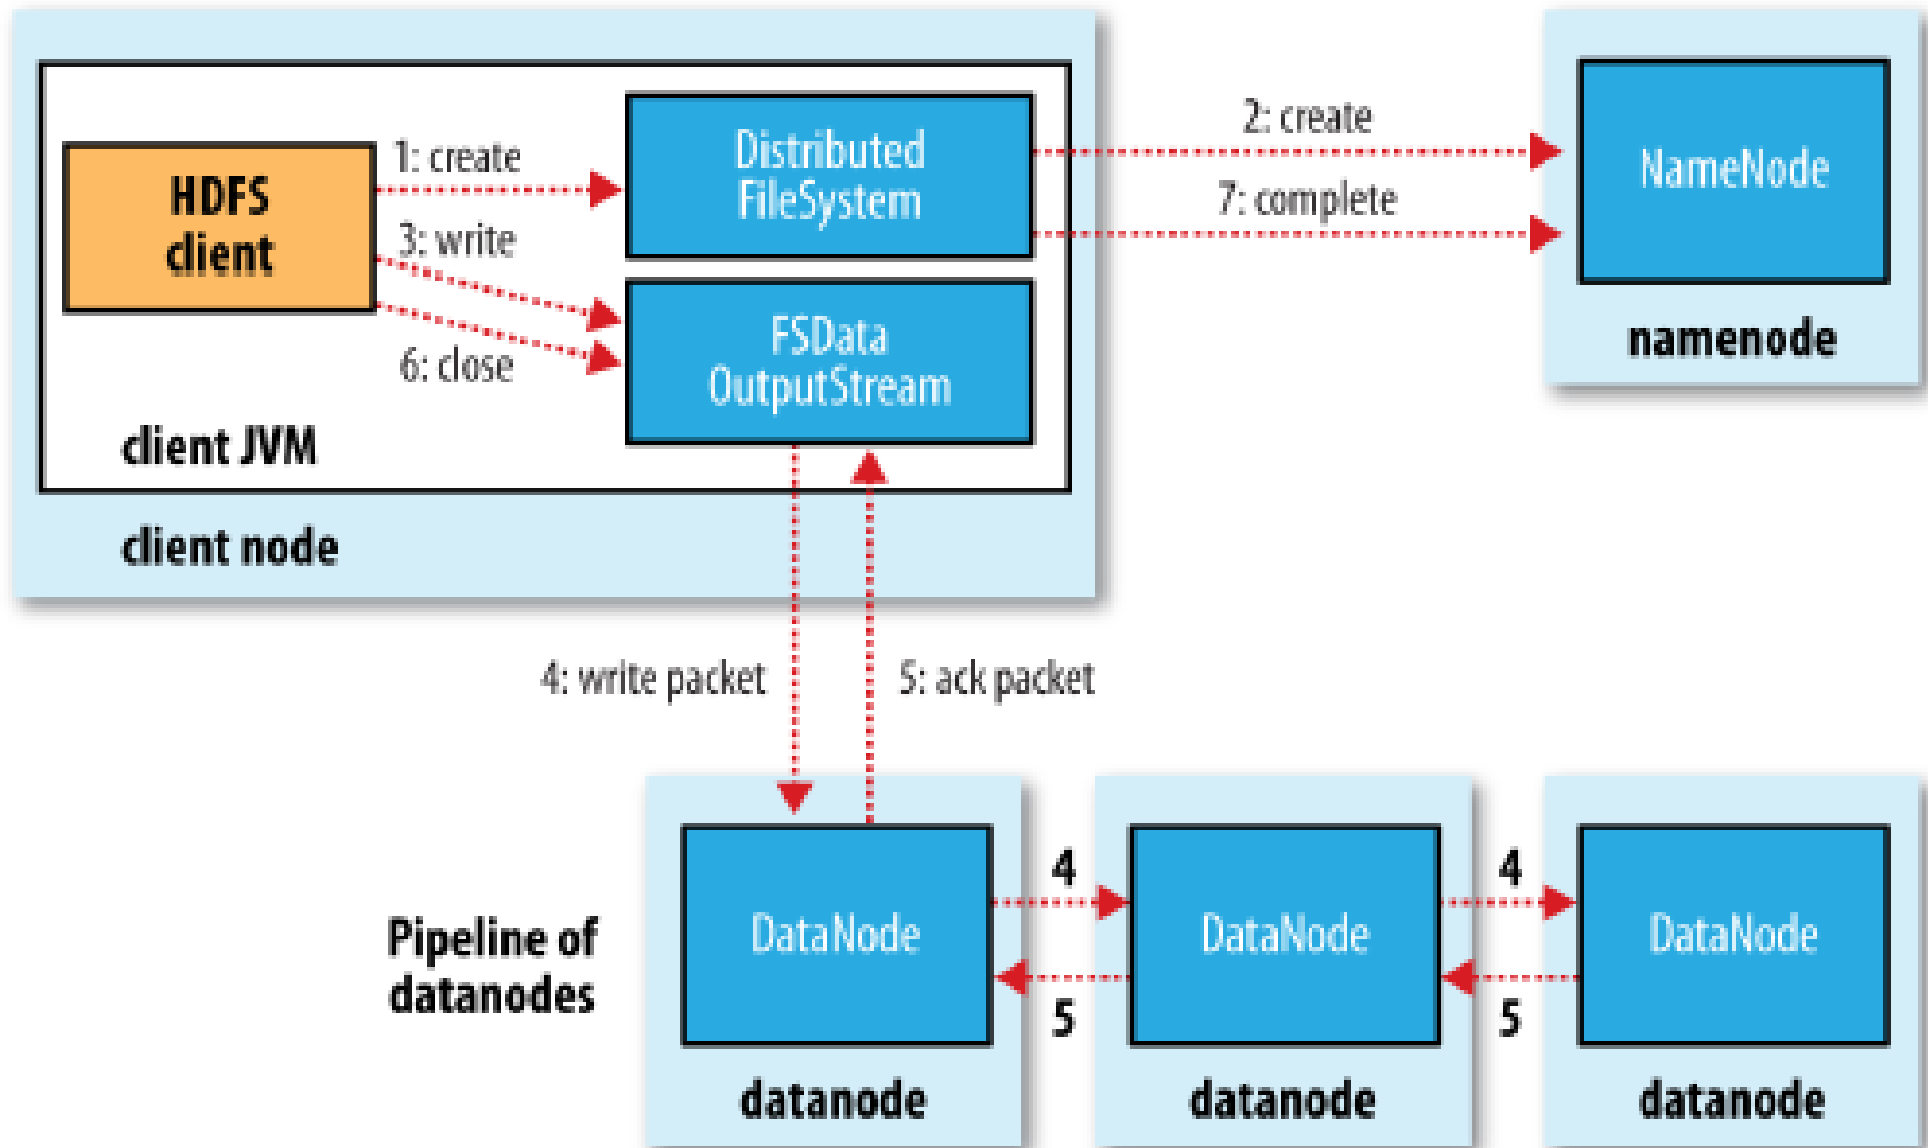 1: create
Distributed
FileSystem
2: create
7: complete
NameNode
namenode
HDFS
client
3: write
6: close
FSData
OutputStream
client JVM
client node
4: write packet
5: ack packet
Pipeline of
datanodes
DataNode
4
5
DataNode
4
5
DataNode
datanode
datanode
datanode